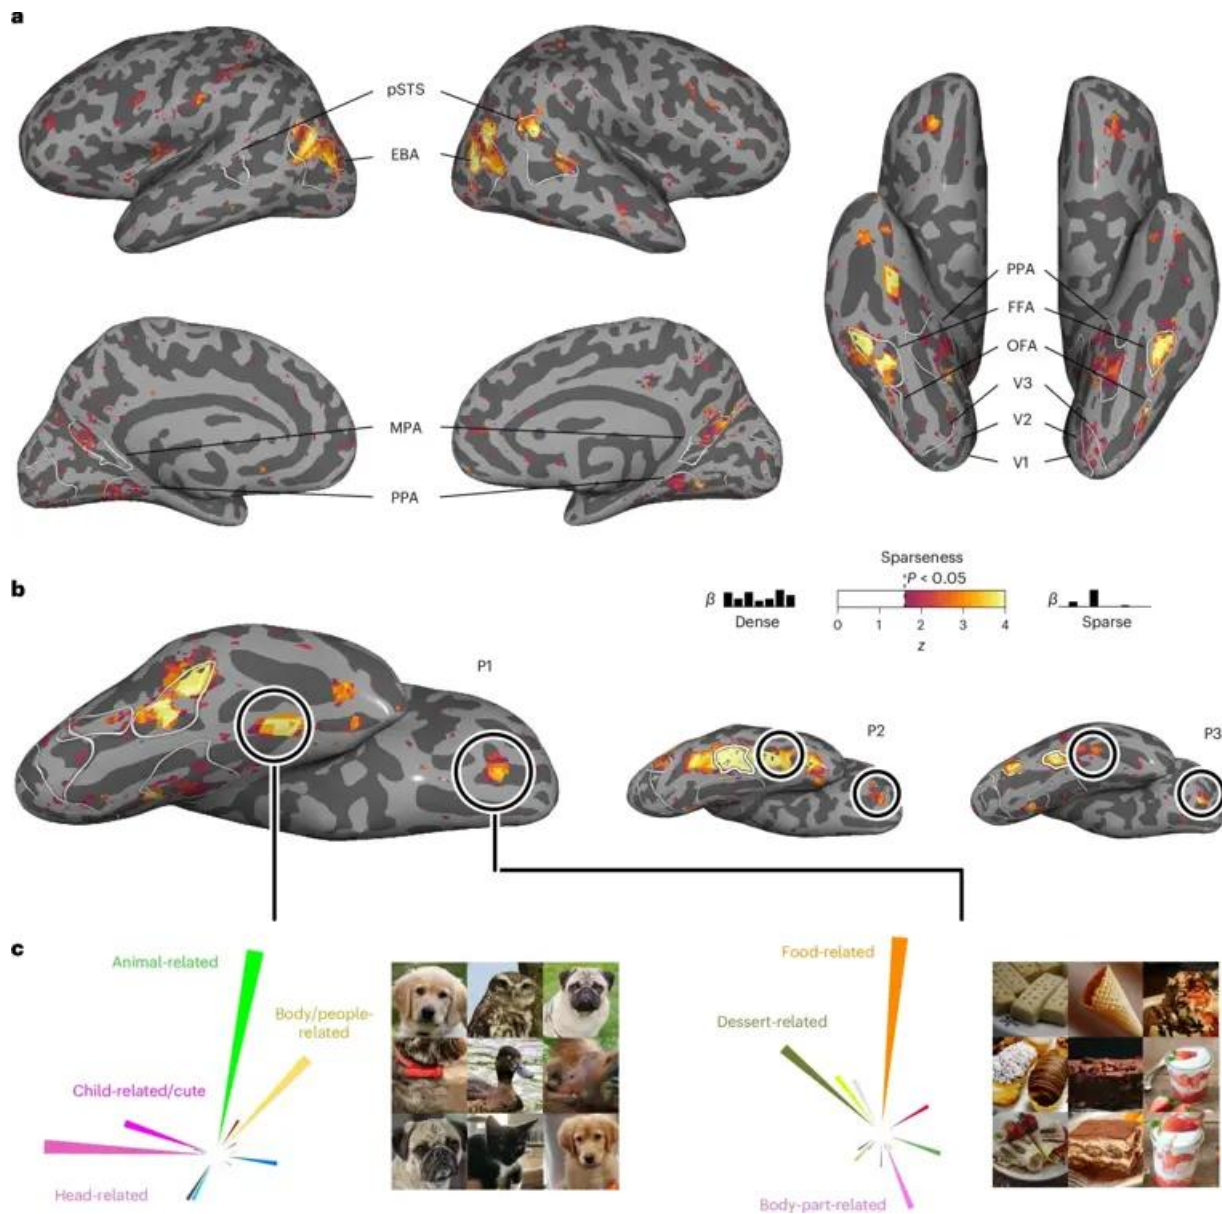 a
pSTS
EBA
PPA
FFA
OFA
V3
V2
V1
MPA
PPA
b
Sparseness
*P < 0.05
β
Dense
0 1 2 3 4
z
β
Sparse
P1
P2
P3
c
Animal-related
Body/people-
related
Child-related/cute
Head-related
Food-related
Dessert-related
Body-part-related